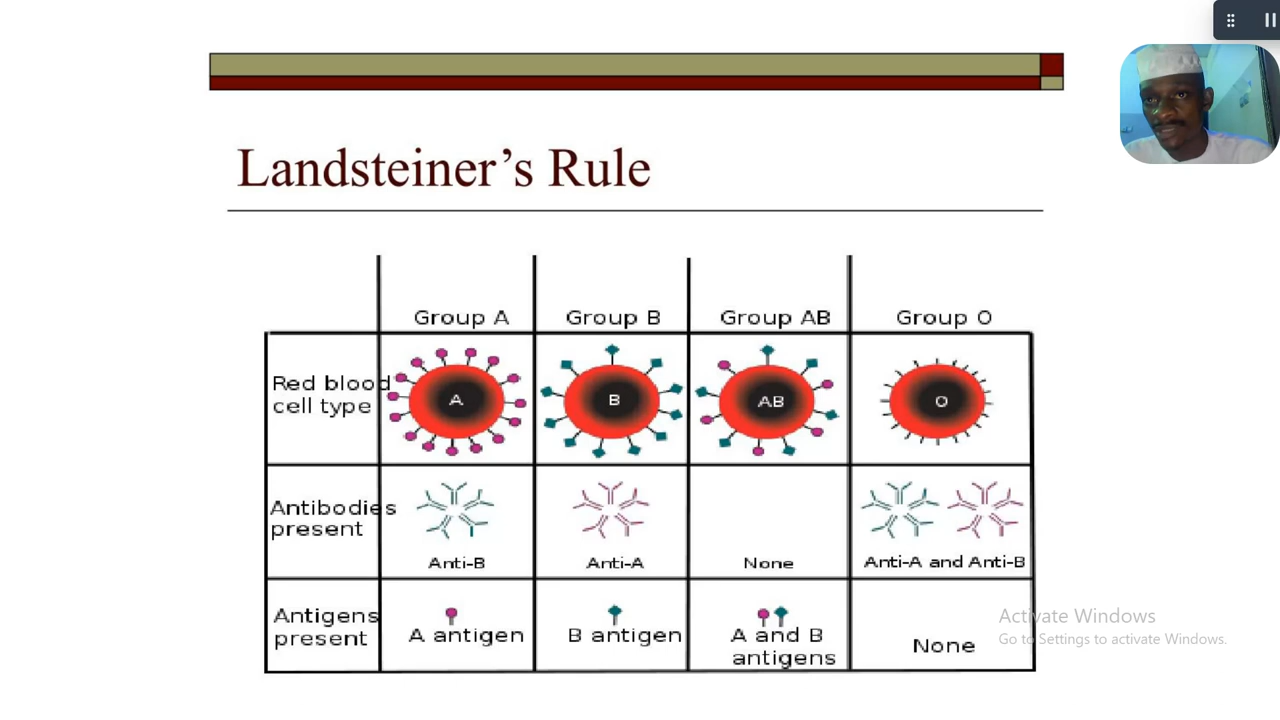 Landsteiner’s Rule
Group A Group B Group AB Group O
Red blood
cell type
A B AB O
Antibodies
present
Anti-B Anti-A None Anti-A and Anti-B
Antigens
present
A antigen B antigen A and B
antigens None
Activate Windows
Go to Settings to activate Windows.